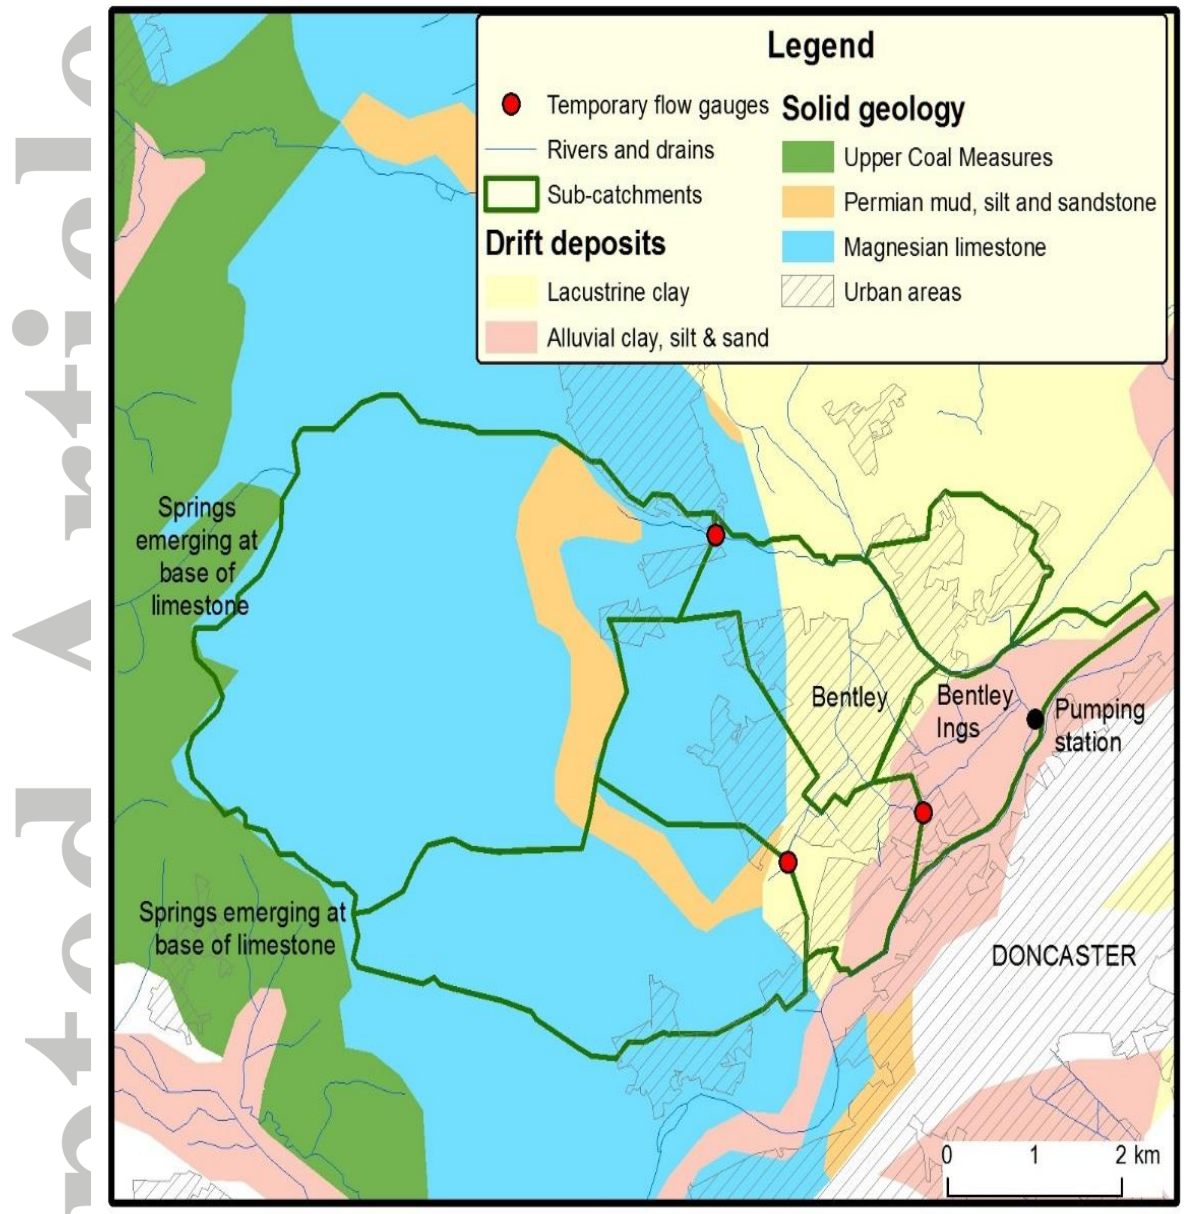 Legend
Temporary flow gauges
Rivers and drains
Sub-catchments
Drift deposits
Lacustrine clay
Alluvial clay, silt & sand
Solid geology
Upper Coal Measures
Permian mud, silt and sandstone
Magnesian limestone
Urban areas
Springs
emerging at
base of
limestone
Bentley
Bentley
Ings
Pumping
station
Springs emerging at
base of limestone
DONCASTER
0 1 2 km
nted Article